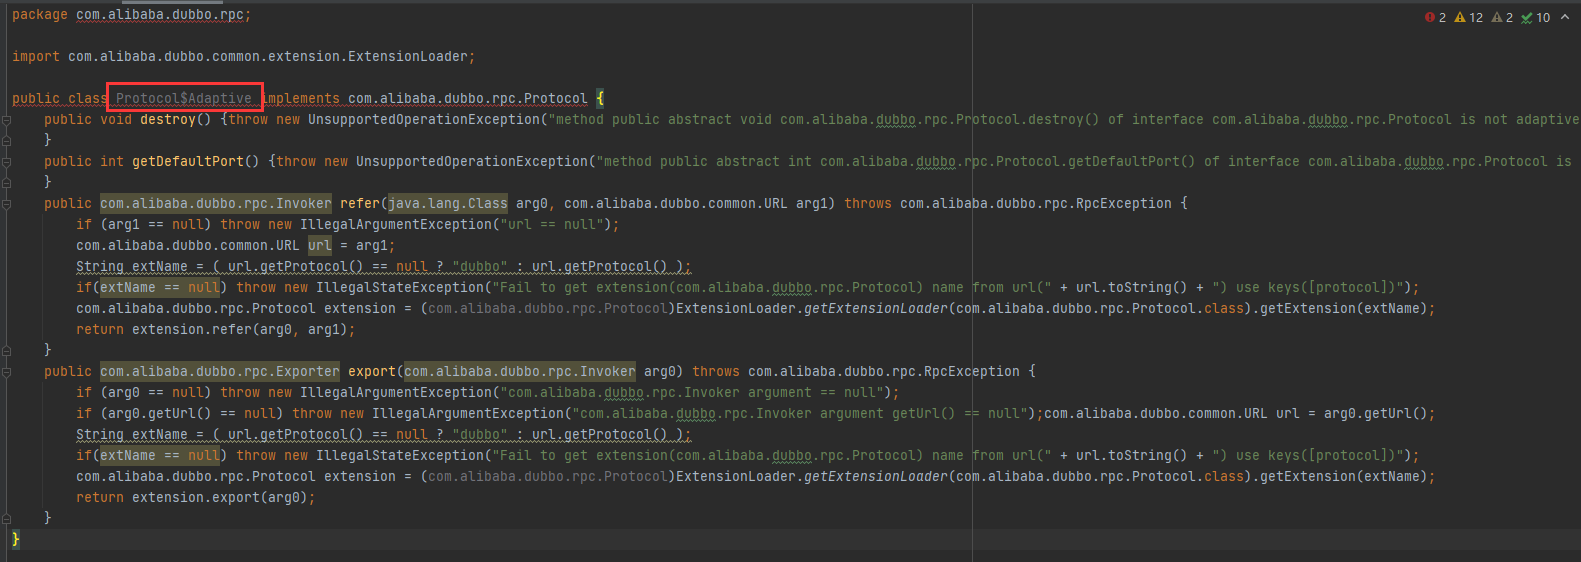 package com.alibaba.dubbo.rpc;
2 12 2 10
import com.alibaba.dubbo.common.extension.ExtensionLoader;
public class Protocol$Adaptive implements com.alibaba.dubbo.rpc.Protocol {
public void destroy() {throw new UnsupportedOperationException("method public abstract void com.alibaba.dubbo.rpc.Protocol.destroy() of interface com.alibaba.dubbo.rpc.Protocol is not adaptive
}
public int getDefaultPort() {throw new UnsupportedOperationException("method public abstract int com.alibaba.dubbo.rpc.Protocol.getDefaultPort() of interface com.alibaba.dubbo.rpc.Protocol is
}
public com.alibaba.dubbo.rpc.Invoker refer(java.lang.Class arg0, com.alibaba.dubbo.common.URL arg1) throws com.alibaba.dubbo.rpc.RpcException {
if (arg1 == null) throw new IllegalArgumentException("url == null");
com.alibaba.dubbo.common.URL url = arg1;
String extName = ( url.getProtocol() == null ? "dubbo" : url.getProtocol() );
if(extName == null) throw new IllegalStateException("Fail to get extension(com.alibaba.dubbo.rpc.Protocol) name from url(" + url.toString() + ") use keys([protocol])");
com.alibaba.dubbo.rpc.Protocol extension = (com.alibaba.dubbo.rpc.Protocol)ExtensionLoader.getExtensionLoader(com.alibaba.dubbo.rpc.Protocol.class).getExtension(extName);
return extension.refer(arg0, arg1);
}
public com.alibaba.dubbo.rpc.Exporter export(com.alibaba.dubbo.rpc.Invoker arg0) throws com.alibaba.dubbo.rpc.RpcException {
if (arg0 == null) throw new IllegalArgumentException("com.alibaba.dubbo.rpc.Invoker argument == null");
if (arg0.getUrl() == null) throw new IllegalArgumentException("com.alibaba.dubbo.rpc.Invoker argument getUrl() == null");com.alibaba.dubbo.common.URL url = arg0.getUrl();
String extName = ( url.getProtocol() == null ? "dubbo" : url.getProtocol() );
if(extName == null) throw new IllegalStateException("Fail to get extension(com.alibaba.dubbo.rpc.Protocol) name from url(" + url.toString() + ") use keys([protocol])");
com.alibaba.dubbo.rpc.Protocol extension = (com.alibaba.dubbo.rpc.Protocol)ExtensionLoader.getExtensionLoader(com.alibaba.dubbo.rpc.Protocol.class).getExtension(extName);
return extension.export(arg0);
}
}